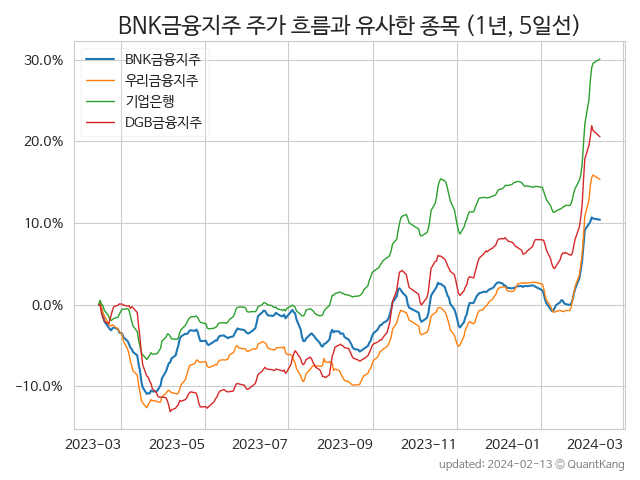 BNK금융지주 주가 흐름과 유사한 종목 (1년, 5일선)
BNK금융지주
우리금융지주
기업은행
DGB금융지주
30.0%
20.0%
10.0%
0.0%
−10.0%
2023-03 2023-05 2023-07 2023-09 2023-11 2024-01 2024-03
updated: 2024-02-13 © QuantKang